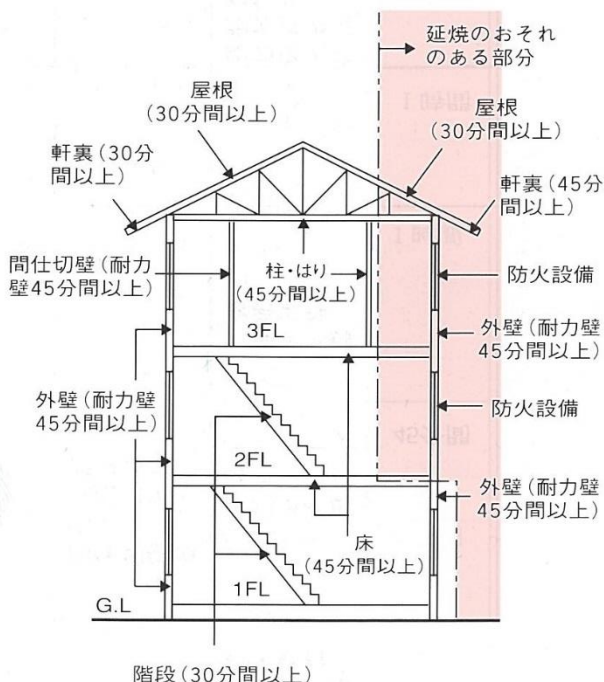 延焼のおそれ
のある部分
屋根
(30分間以上)
屋根
(30分間以上)
軒裏(30分
間以上)
軒裏(45分
間以上)
間仕切壁(耐力
壁45分間以上)
柱・はり
(45分間以上)
防火設備
3FL
外壁(耐力壁
45分間以上)
外壁(耐力壁
45分間以上)
防火設備
2FL
外壁(耐力壁
45分間以上)
床
(45分間以上)
1FL
G.L
階段(30分間以上)